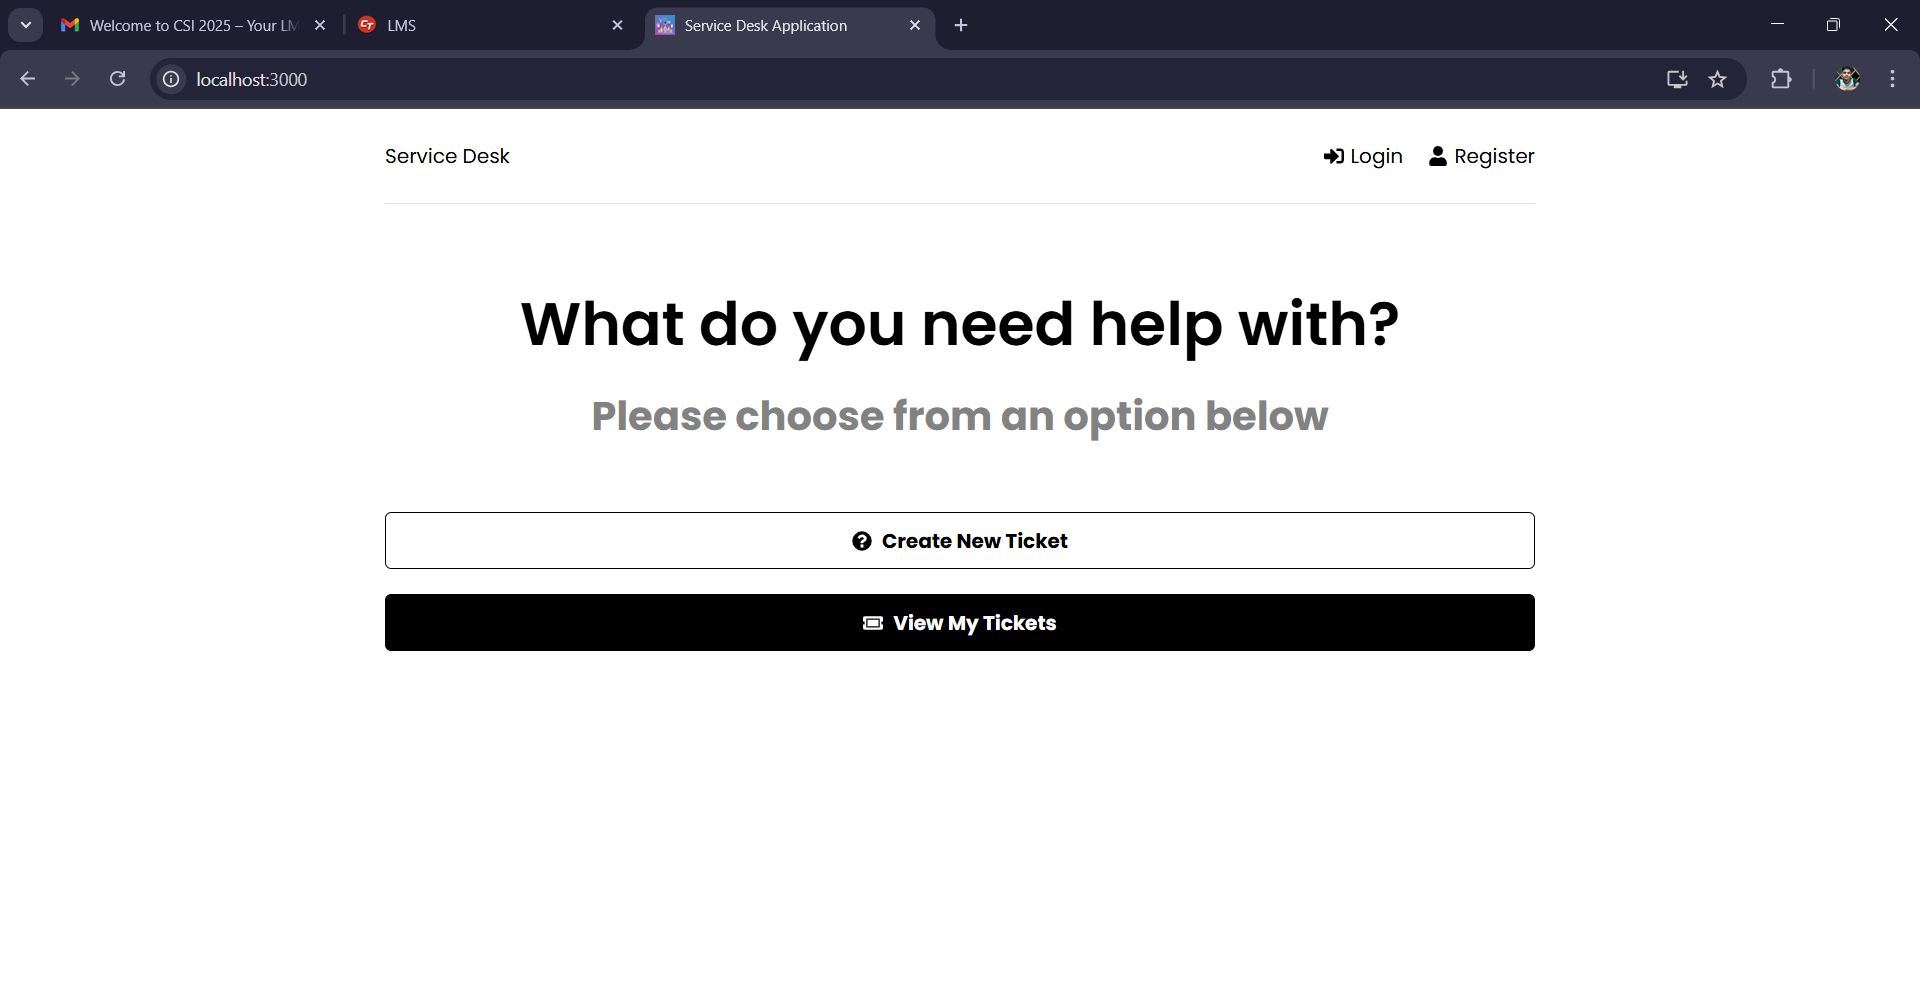 Welcome to CSI 2025 – Your LM
LMS
Service Desk Application
localhost:3000
Service Desk
Login
Register
What do you need help with?
Please choose from an option below
Create New Ticket
View My Tickets